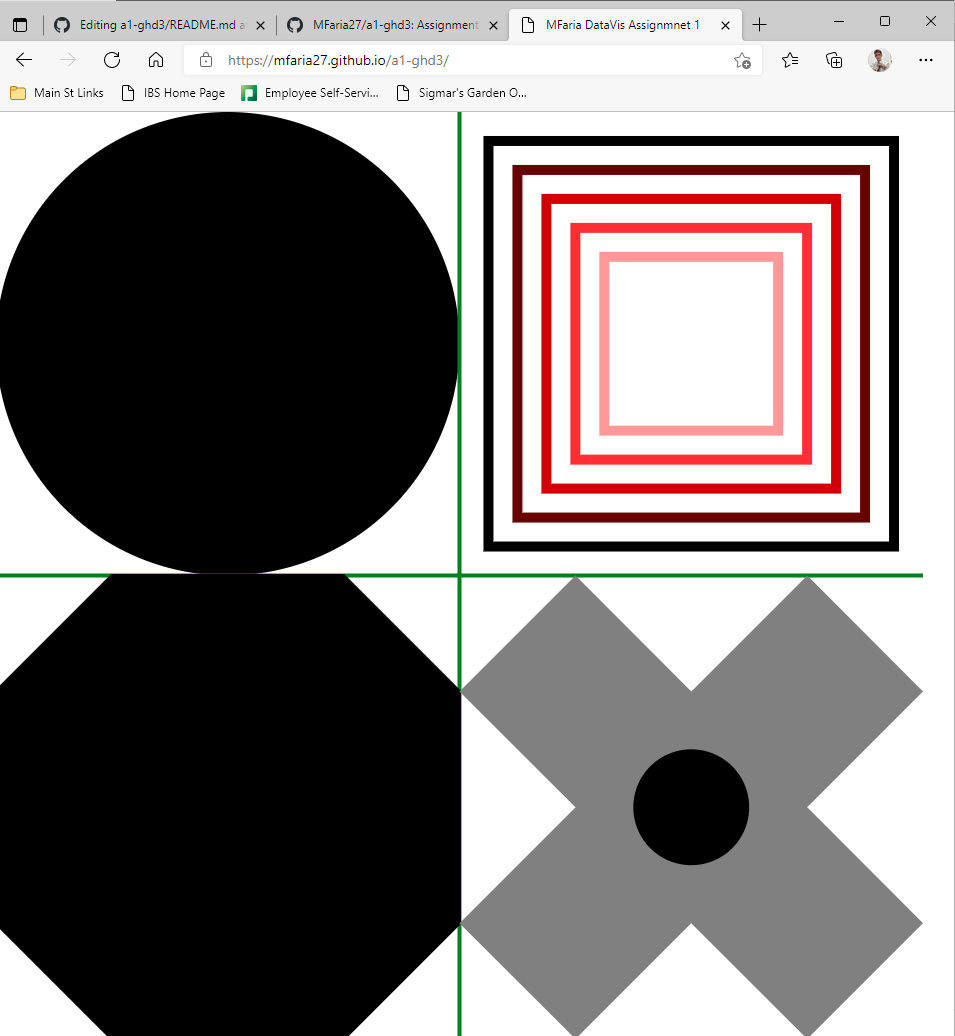 Editing a1-ghd3/README.md a
MFaria27/a1-ghd3: Assignment
MFaria DataVis Assignmnet 1
https://mfaria27.github.io/a1-ghd3/
Main St Links
IBS Home Page
Employee Self-Servi...
Sigmar's Garden O...